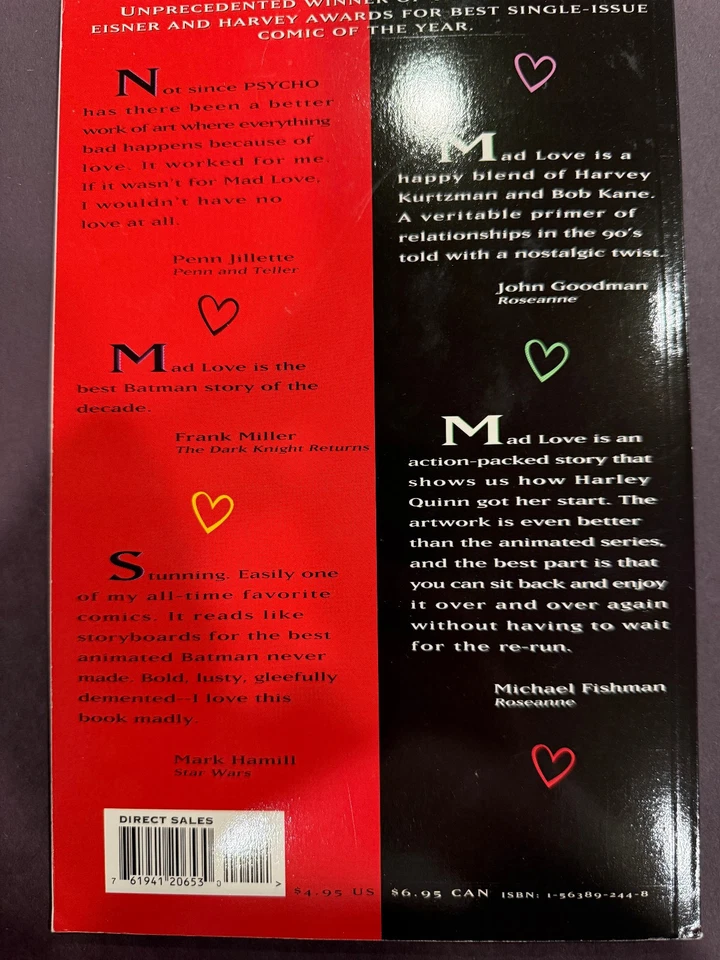 UNPRECEDENTED WINNER
EISNER AND HARVEY AWARDS FOR BEST SINGLE-ISSUE
COMIC OF THE YEAR.
Not since PSYCHO
has there been a better
work of art where everything
bad happens because of
love. It worked for me.
If it wasn't for Mad Love,
I wouldn't have no
love at all.
Penn Jillette
Penn and Teller
Mad Love is the
best Batman story of the
decade.
Frank Miller
The Dark Knight Returns
Stunning. Easily one
of my all-time favorite
comics. It reads like
storyboards for the best
animated Batman never
made. Bold, lusty, gleefully
demented—I love this
book madly.
Mark Hamill
Star Wars
Mad Love is a
happy blend of Harvey
Kurtzman and Bob Kane.
A veritable primer of
relationships in the 90's
told with a nostalgic twist.
John Goodman
Roseanne
Mad Love is an
action-packed story that
shows us how Harley
Quinn got her start. The
artwork is even better
than the animated series,
and the best part is that
you can sit back and enjoy
it over and over again
without having to wait
for the re-run.
Michael Fishman
Roseanne
DIRECT SALES
7 61941 20653 0 >
$4.95 US $6.95 CAN ISBN: 1-56389-244-8